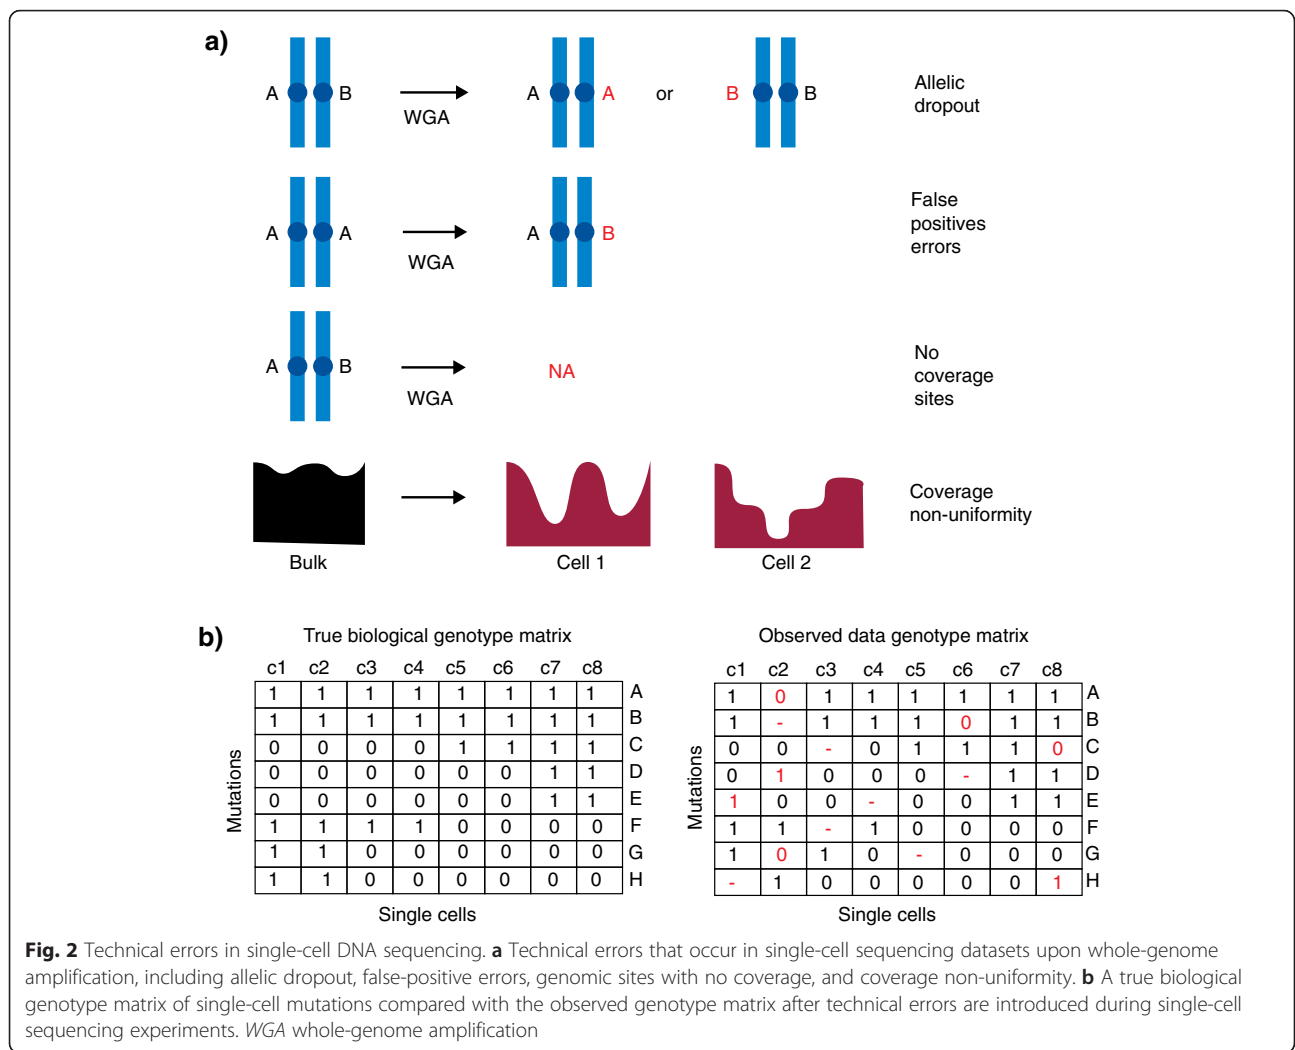 a)
A B WGA A A or B B Allelic
dropout
A A WGA A B False
positives
errors
A B WGA NA No
coverage
sites
Coverage
non-uniformity
Bulk Cell 1 Cell 2
b)
True biological genotype matrix
c1 c2 c3 c4 c5 c6 c7 c8
1 1 1 1 1 1 1 1 A
1 1 1 1 1 1 1 1 B
0 0 0 0 1 1 1 1 C
0 0 0 0 0 0 1 1 D
0 0 0 0 0 0 1 1 E
1 1 1 1 0 0 0 0 F
1 1 0 0 0 0 0 0 G
1 1 0 0 0 0 0 0 H
Mutations
Single cells
Observed data genotype matrix
c1 c2 c3 c4 c5 c6 c7 c8
1 0 1 1 1 1 1 1 A
1 - 1 1 1 0 1 1 B
0 0 - 0 1 1 1 0 C
0 1 0 0 0 - 1 1 D
1 0 0 - 0 0 1 1 E
1 1 - 1 0 0 0 0 F
1 0 1 0 - 0 0 0 G
- 1 0 0 0 0 0 1 H
Mutations
Single cells
Fig. 2 Technical errors in single-cell DNA sequencing. a Technical errors that occur in single-cell sequencing datasets upon whole-genome
amplification, including allelic dropout, false-positive errors, genomic sites with no coverage, and coverage non-uniformity. b A true biological
genotype matrix of single-cell mutations compared with the observed genotype matrix after technical errors are introduced during single-cell
sequencing experiments. WGA whole-genome amplification